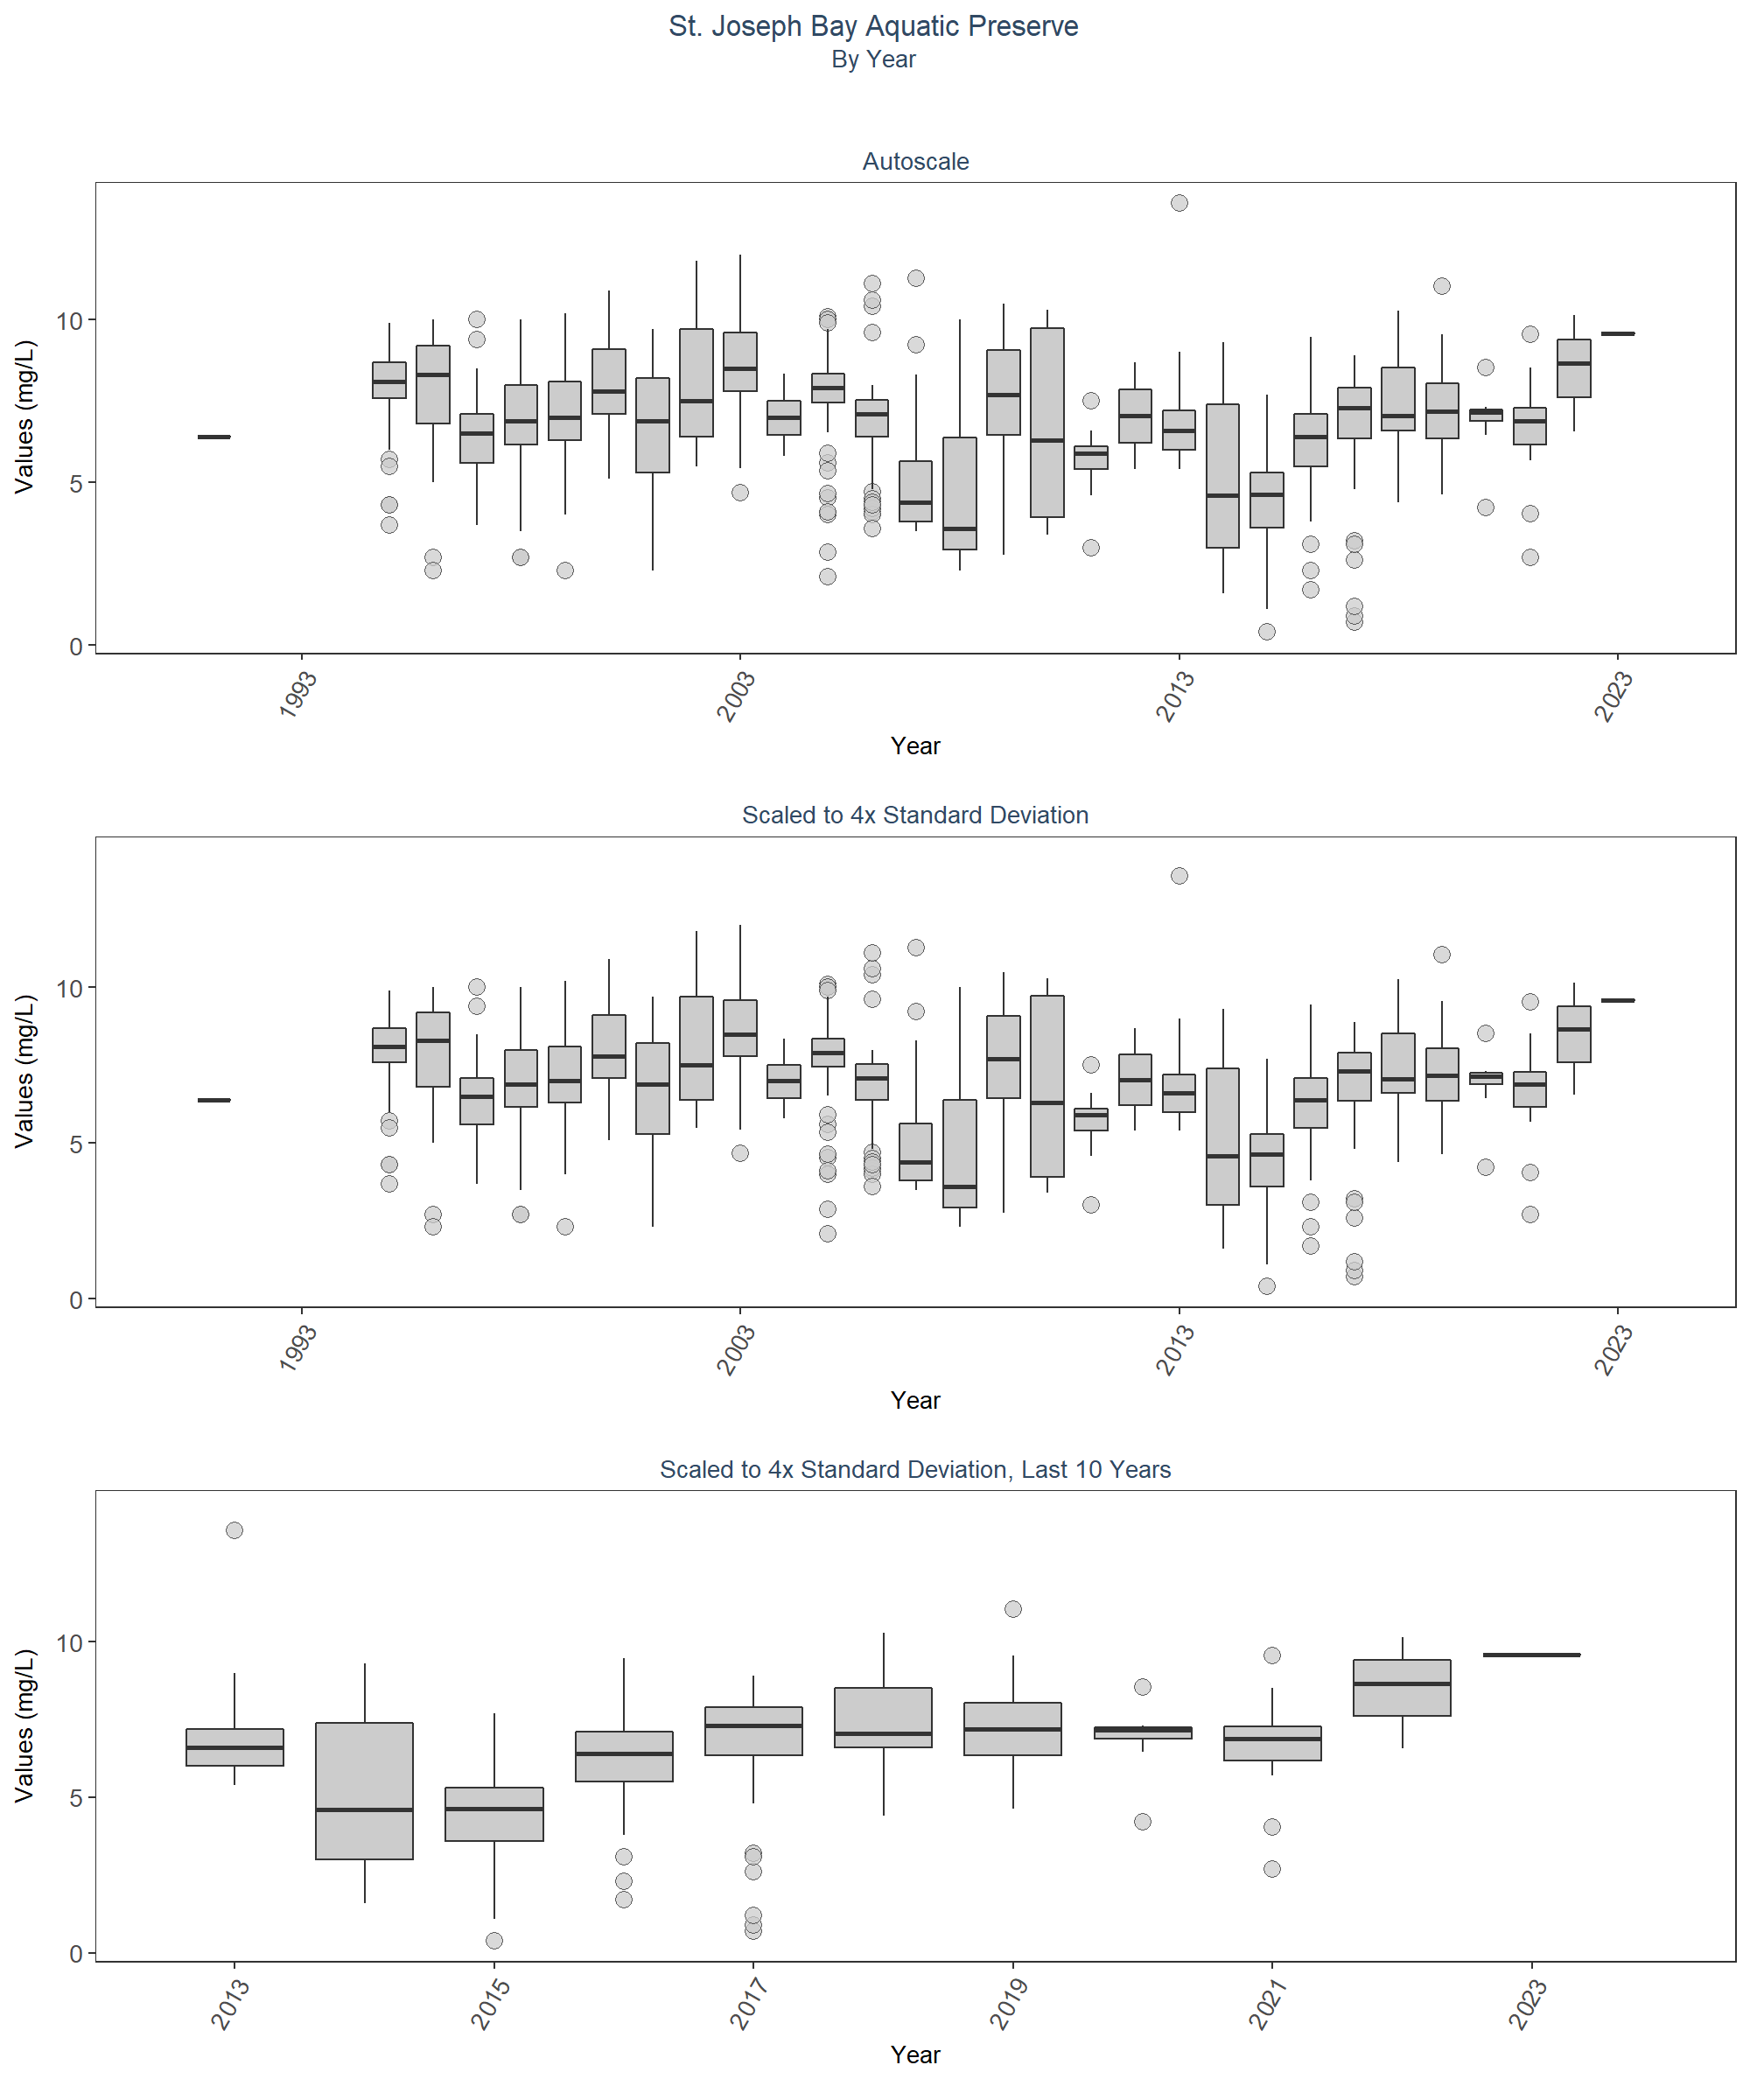 St. Joseph Bay Aquatic Preserve
By Year
Autoscale
Values (mg/L)
10
5
0
1993
2003
2013
2023
Year
Scaled to 4x Standard Deviation
Values (mg/L)
10
5
0
1993
2003
2013
2023
Year
Scaled to 4x Standard Deviation, Last 10 Years
Values (mg/L)
10
5
0
2013
2015
2017
2019
2021
2023
Year